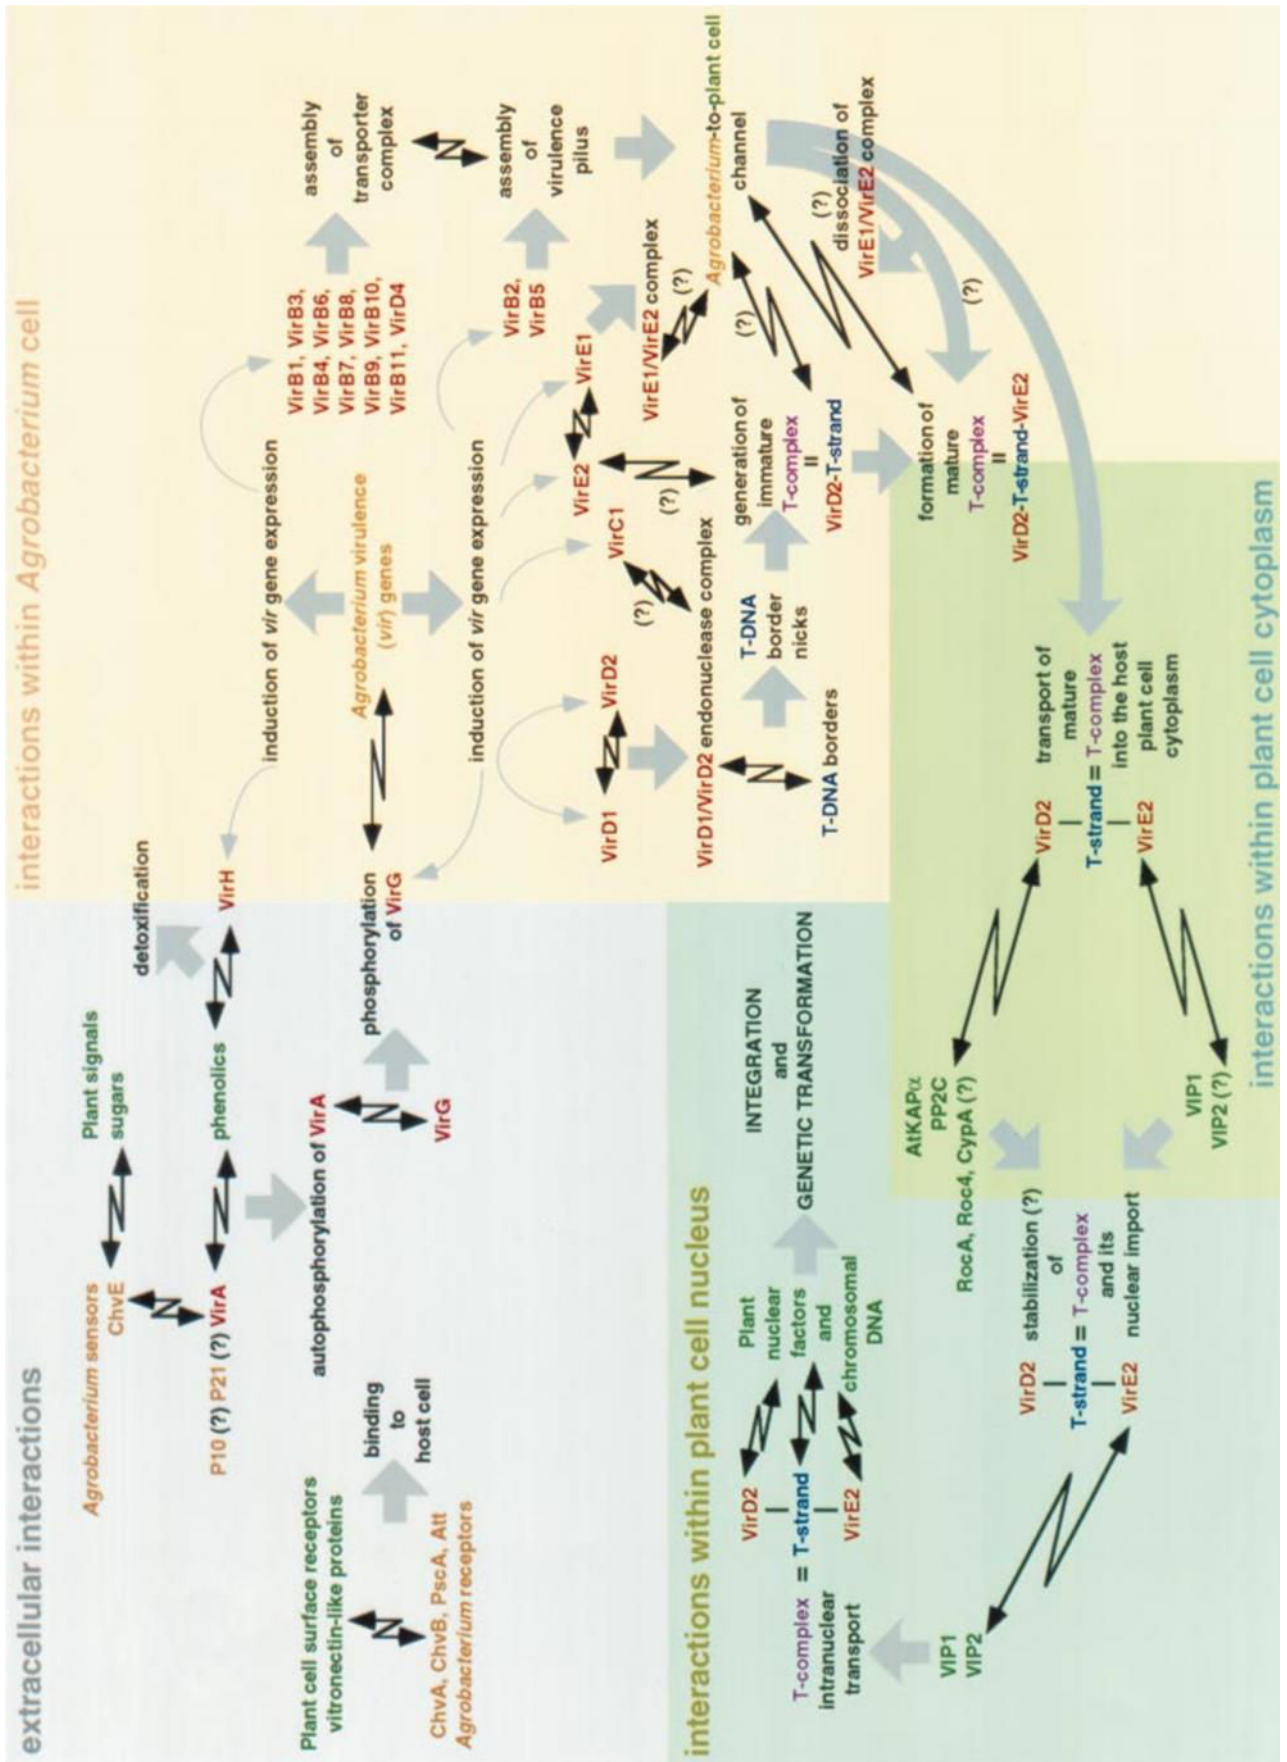 extracellular interactions
Agrobacterium sensors
ChvE
Plant signals
sugars
P10 (?) P21 (?) VirA
phenolics
VirH
detoxification
autophosphorylation of VirA
VirG
phosphorylation
of VirG
Plant cell surface receptors
vitronectin-like proteins
ChvA, ChvB, PscA, Att
Agrobacterium receptors
binding
to
host cell
interactions within Agrobacterium cell
induction of vir gene expression
Agrobacterium virulence
(vir) genes
induction of vir gene expression
VirB1, VirB3,
VirB4, VirB6,
VirB7, VirB8,
VirB9, VirB10,
VirB11, VirD4
assembly
of
transporter
complex
VirB2,
VirB5
assembly
of
virulence
pilus
VirD1
VirD2
VirC1
VirE2
VirE1
VirE1/VirE2 complex
(?)
Agrobacterium-to-plant cell
channel
VirD1/VirD2 endonuclease complex
(?)
(?)
(?)
T-DNA borders
T-DNA
border
nicks
generation of
immature
T-complex
=
VirD2-T-strand
(?)
dissociation of
VirE1/VirE2 complex
(?)
formation of
mature
T-complex
=
VirD2-T-strand-VirE2
interactions within plant cell cytoplasm
VirD2
T-strand = T-complex
VirE2
transport of
mature
into the host
plant cell
cytoplasm
AtKAPα
PP2C
RocA, Roc4, CypA (?)
VIP1
VIP2 (?)
interactions within plant cell nucleus
VirD2
T-strand = T-complex
VirE2
stabilization (?)
of
and its
nuclear import
VIP1
VIP2
T-complex = T-strand
intranuclear
transport
VirD2
VirE2
Plant
nuclear
factors
and
chromosomal
DNA
INTEGRATION
and
GENETIC TRANSFORMATION